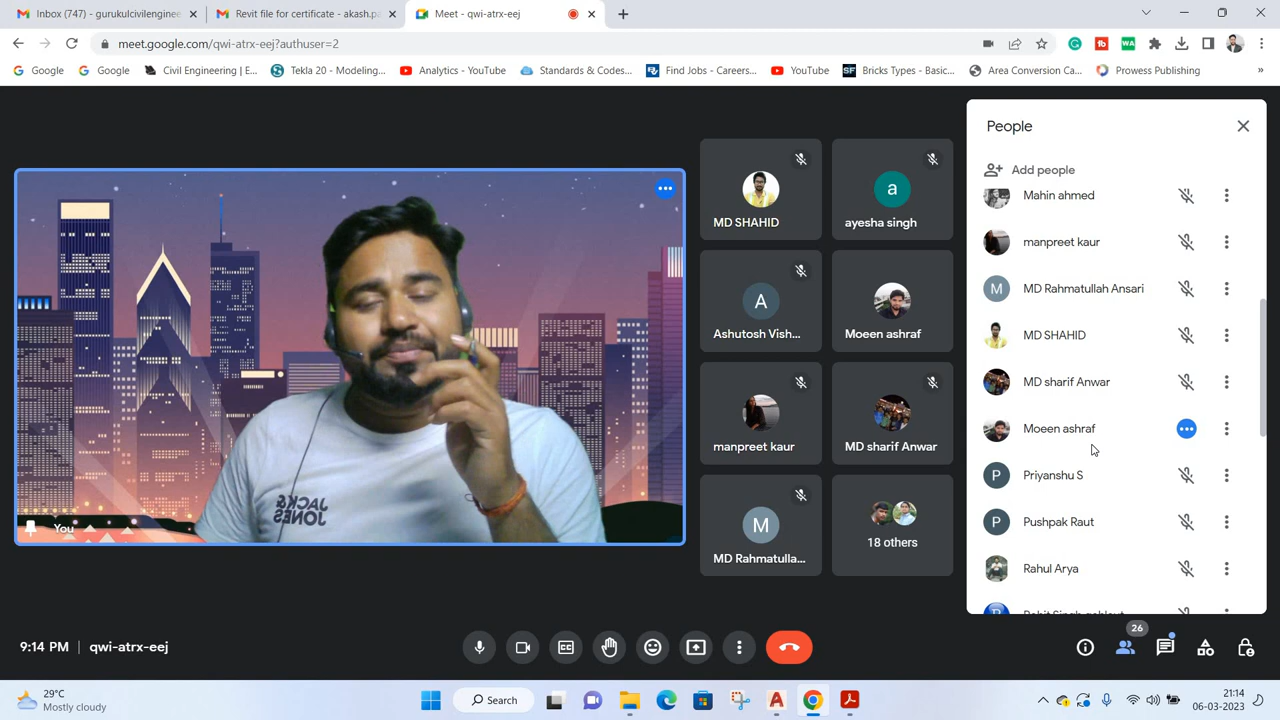 Inbox (747) - gurukulcivilenginee
Revit file for certificate - akash.pa
Meet - qwi-atrx-eej
meet.google.com/qwi-atrx-eej?authuser=2
Google
Google
Civil Engineering | E...
Tekla 20 - Modeling...
Analytics - YouTube
Standards & Codes...
Find Jobs - Careers...
YouTube
Bricks Types - Basic...
Area Conversion Ca...
Prowess Publishing
»
JACK
JONES
You
MD SHAHID
a
ayesha singh
A
Ashutosh Vish...
Moeen ashraf
manpreet kaur
MD sharif Anwar
M
MD Rahmatulla...
18 others
People
Add people
Mahin ahmed
manpreet kaur
M
MD Rahmatullah Ansari
MD SHAHID
MD sharif Anwar
Moeen ashraf
P
Priyanshu S
P
Pushpak Raut
Rahul Arya
9:14 PM
qwi-atrx-eej
CC
26
29°C
Mostly cloudy
Search
21:14
06-03-2023